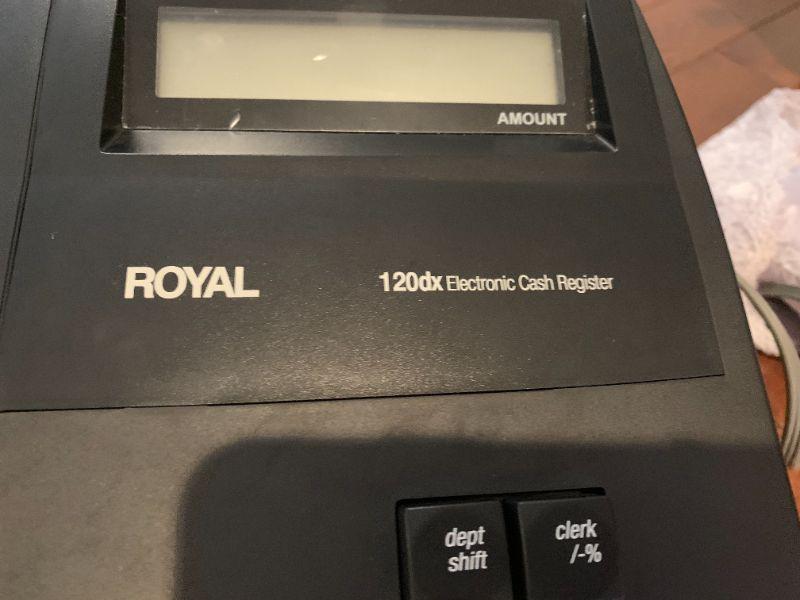 AMOUNT
ROYAL
120dx Electronic Cash Register
dept
shift
clerk
/-%